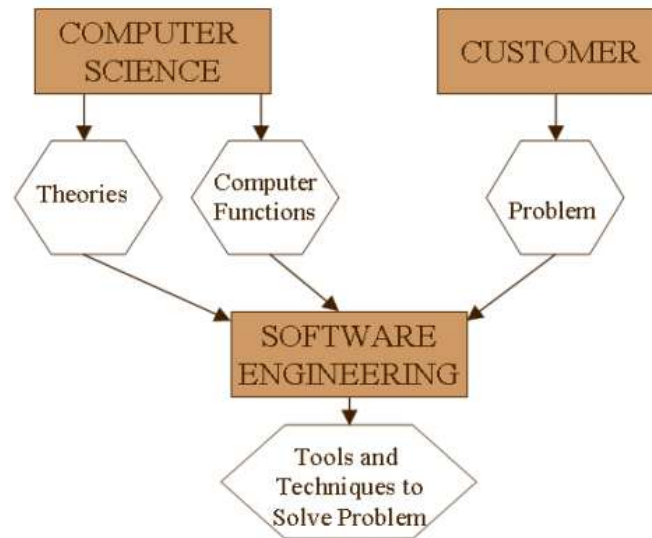 COMPUTER
SCIENCE
CUSTOMER
Theories
Computer
Functions
Problem
SOFTWARE
ENGINEERING
Tools and
Techniques to
Solve Problem